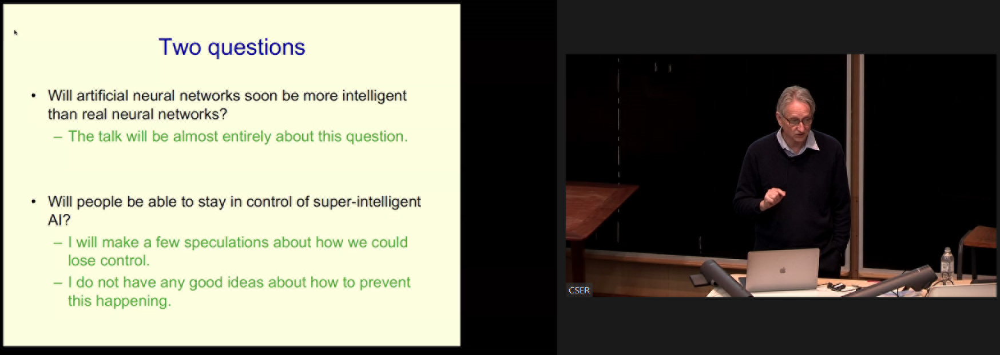 Two questions
• Will artificial neural networks soon be more intelligent
than real neural networks?
– The talk will be almost entirely about this question.
• Will people be able to stay in control of super-intelligent
AI?
– I will make a few speculations about how we could
lose control.
– I do not have any good ideas about how to prevent
this happening.
CSER